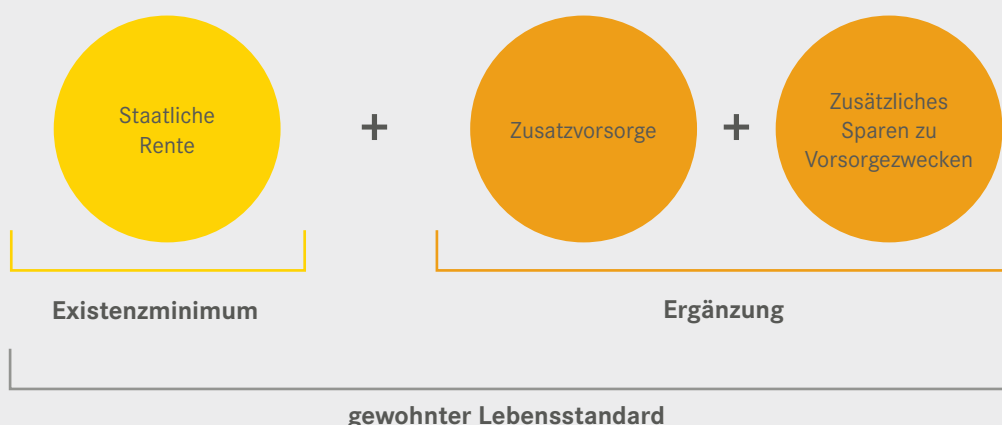 Staatliche
Rente
+
Zusatzvorsorge
+
Zusätzliches
Sparen zu
Vorsorgezwecken
Existenzminimum
Ergänzung
gewohnter Lebensstandard